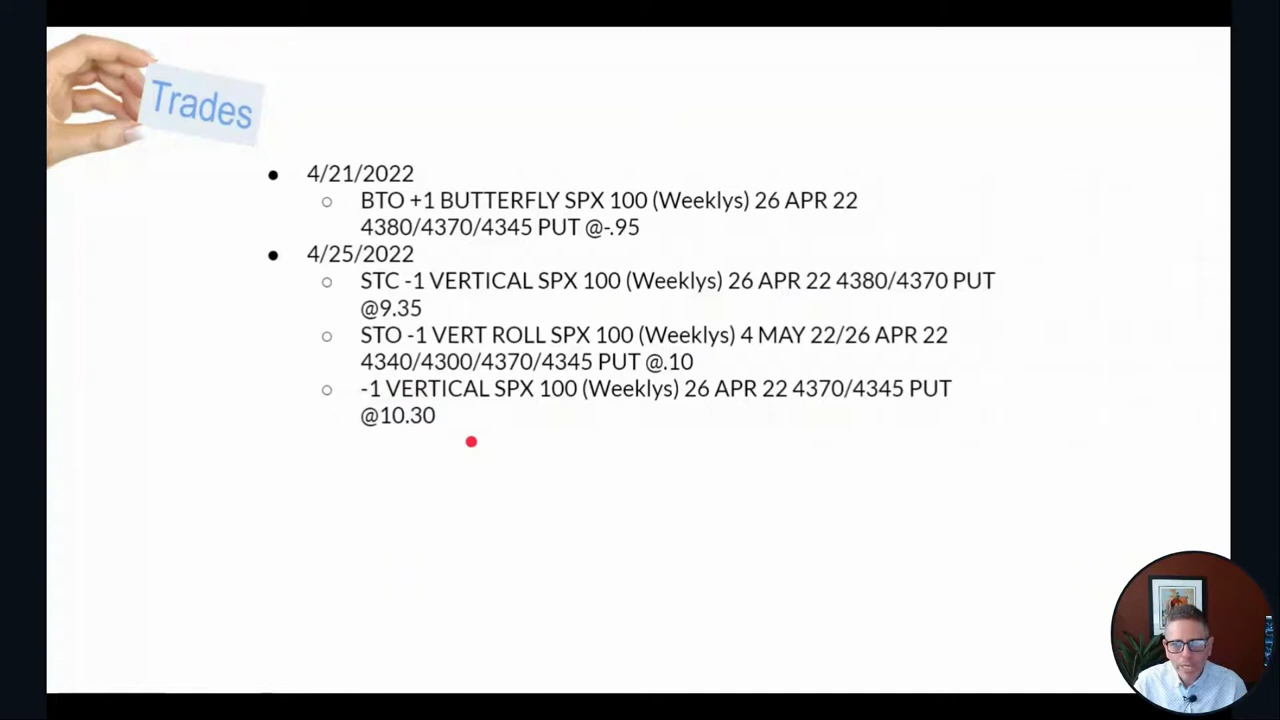 Trades
● 4/21/2022
○ BTO +1 BUTTERFLY SPX 100 (Weeklys) 26 APR 22
4380/4370/4345 PUT @-.95
● 4/25/2022
○ STC -1 VERTICAL SPX 100 (Weeklys) 26 APR 22 4380/4370 PUT
@9.35
○ STO -1 VERT ROLL SPX 100 (Weeklys) 4 MAY 22/26 APR 22
4340/4300/4370/4345 PUT @.10
○ -1 VERTICAL SPX 100 (Weeklys) 26 APR 22 4370/4345 PUT
@10.30